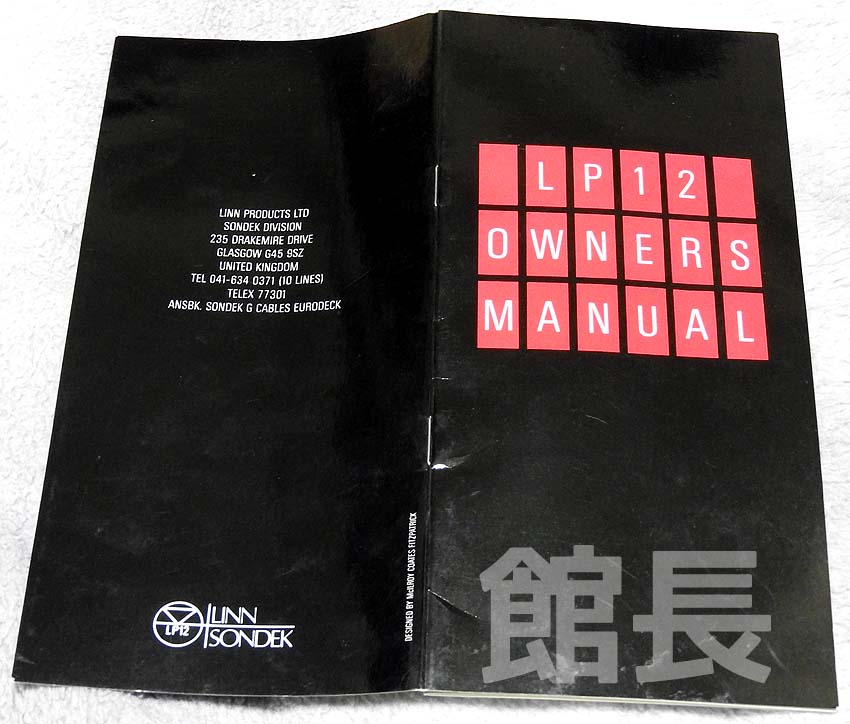 LINN PRODUCTS LTD
SONDEK DIVISION
235 DRAKEMIRE DRIVE
GLASGOW G45 9SZ
UNITED KINGDOM
TEL 041-634 0371 (10 LINES)
TELEX 77301
ANSBK. SONDEK G CABLES EURODECK
DESIGNED BY McILROY COATES FITZPATRICK
LP12
LINN
SONDEK
LP12
OWNERS
MANUAL
館長